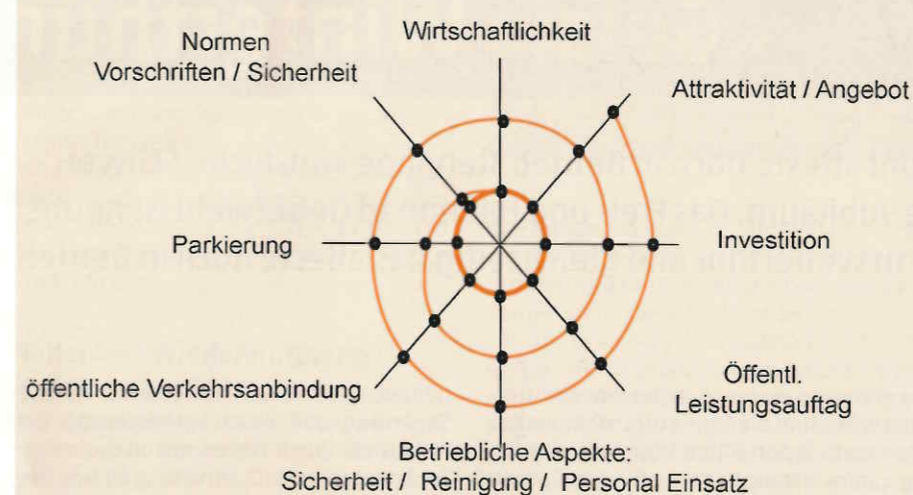 Wirtschaftlichkeit
Normen
Vorschriften / Sicherheit
Attraktivität / Angebot
Parkierung
Investition
öffentliche Verkehrsanbindung
Öffentl.
Leistungsauftag
Betriebliche Aspekte:
Sicherheit / Reinigung / Personal Einsatz